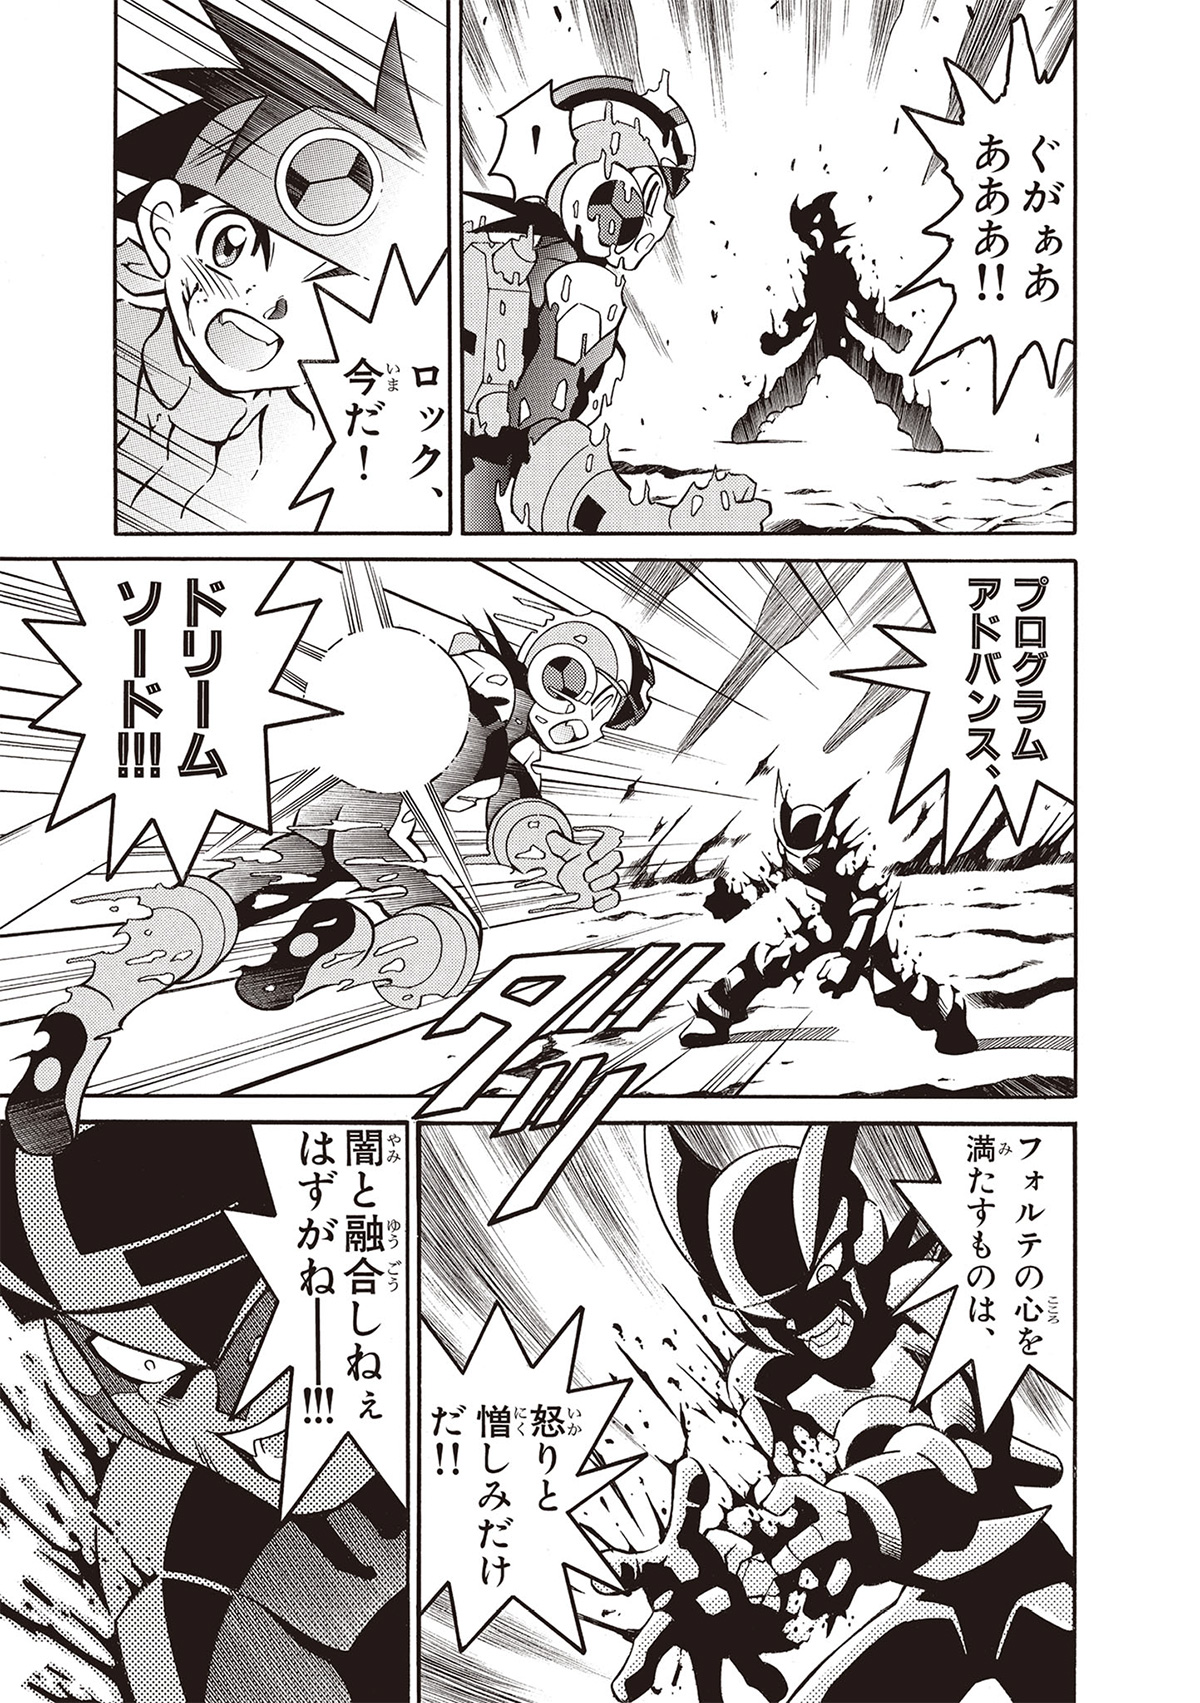 ぐがぁあ
あああ!!
!
ロック、
今だ!
プログラム
アドバンス、
ドリーム
ソード!!!
ダッ
フォルテの心を
満たすものは、
怒りと
憎しみだけ
だ!!
闇と融合しねぇ
はずがねーー!!!